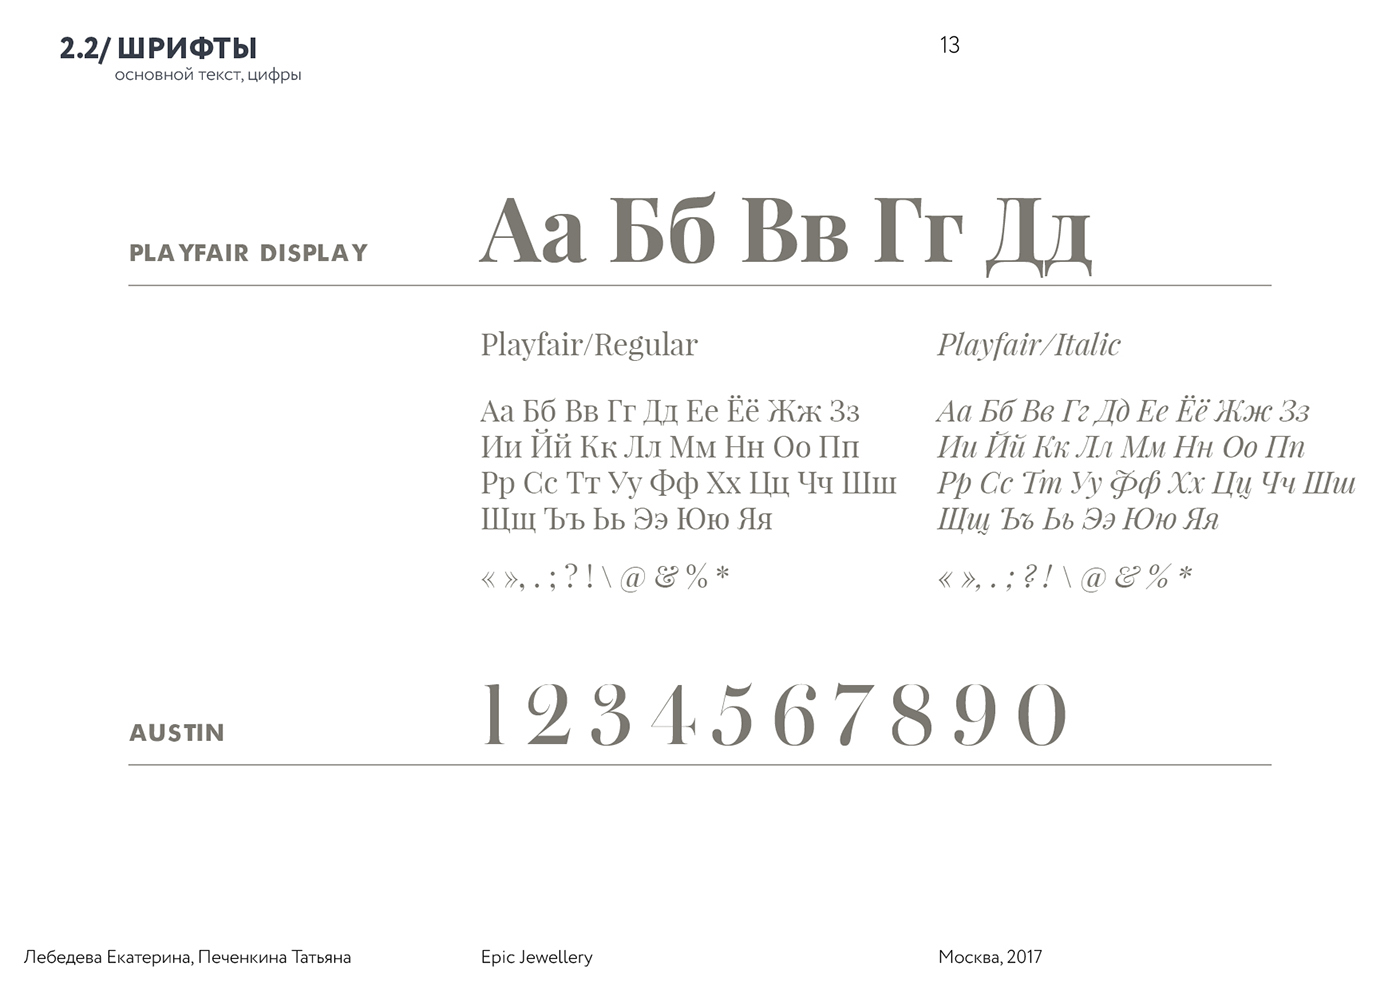 2.2/ ШРИФТЫ
основной текст, цифры
13
PLAYFAIR DISPLAY
Аа Бб Вв Гг Дд
Playfair/Regular
Аа Бб Вв Гг Дд Ее Ёё Жж Зз
Ии Йй Кк Лл Мм Нн Оо Пп
Рр Сс Тт Уу Фф Хх Цц Чч Шш
Щщ Ъъ Ьь Ээ Юю Яя
« », . ; ? ! \ @ & % *
Playfair/Italic
Аа Бб Вв Гг Дд Ее Ёё Жж Зз
Ии Йй Кк Лл Мм Нн Оо Пп
Рр Сс Тт Уу Фф Хх Цц Чч Шш
Щщ Ъъ Ьь Ээ Юю Яя
« », . ; ? ! \ @ & % *
AUSTIN
1 2 3 4 5 6 7 8 9 0
Лебедева Екатерина, Печенкина Татьяна
Epic Jewellery
Москва, 2017